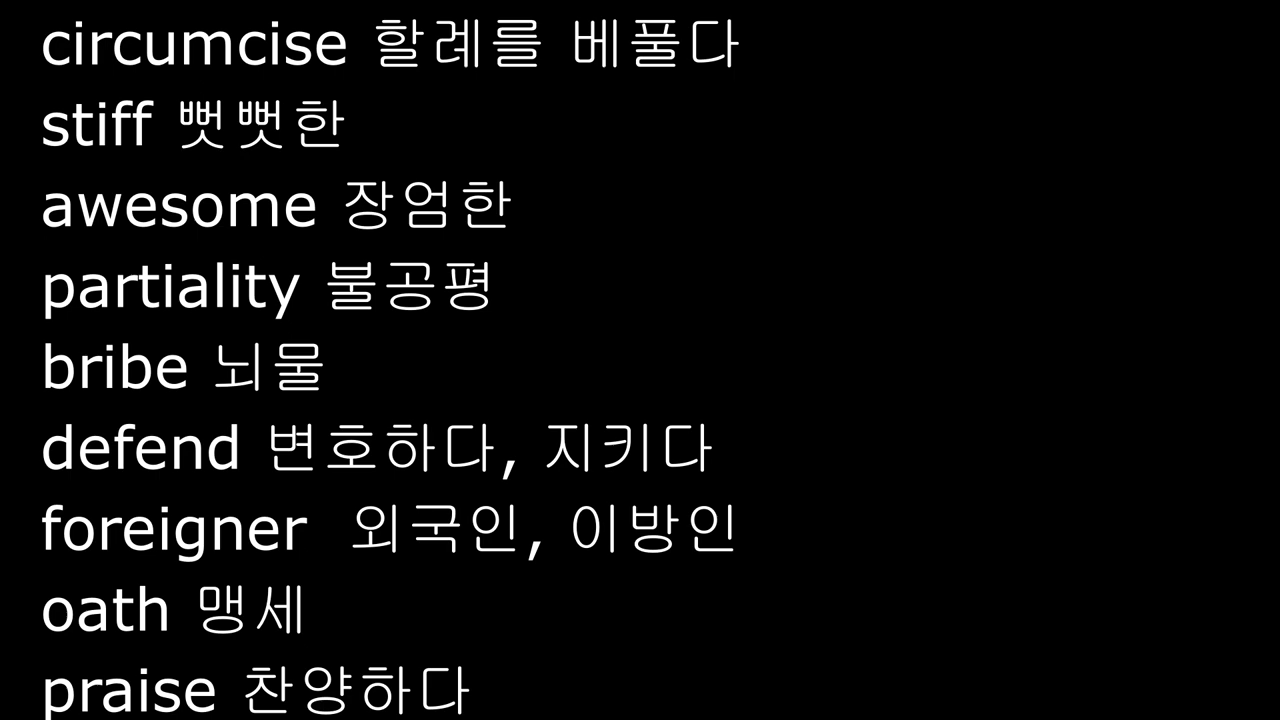 circumcise 할례를 베풀다
stiff 뻣뻣한
awesome 장엄한
partiality 불공평
bribe 뇌물
defend 변호하다, 지키다
foreigner 외국인, 이방인
oath 맹세
praise 찬양하다